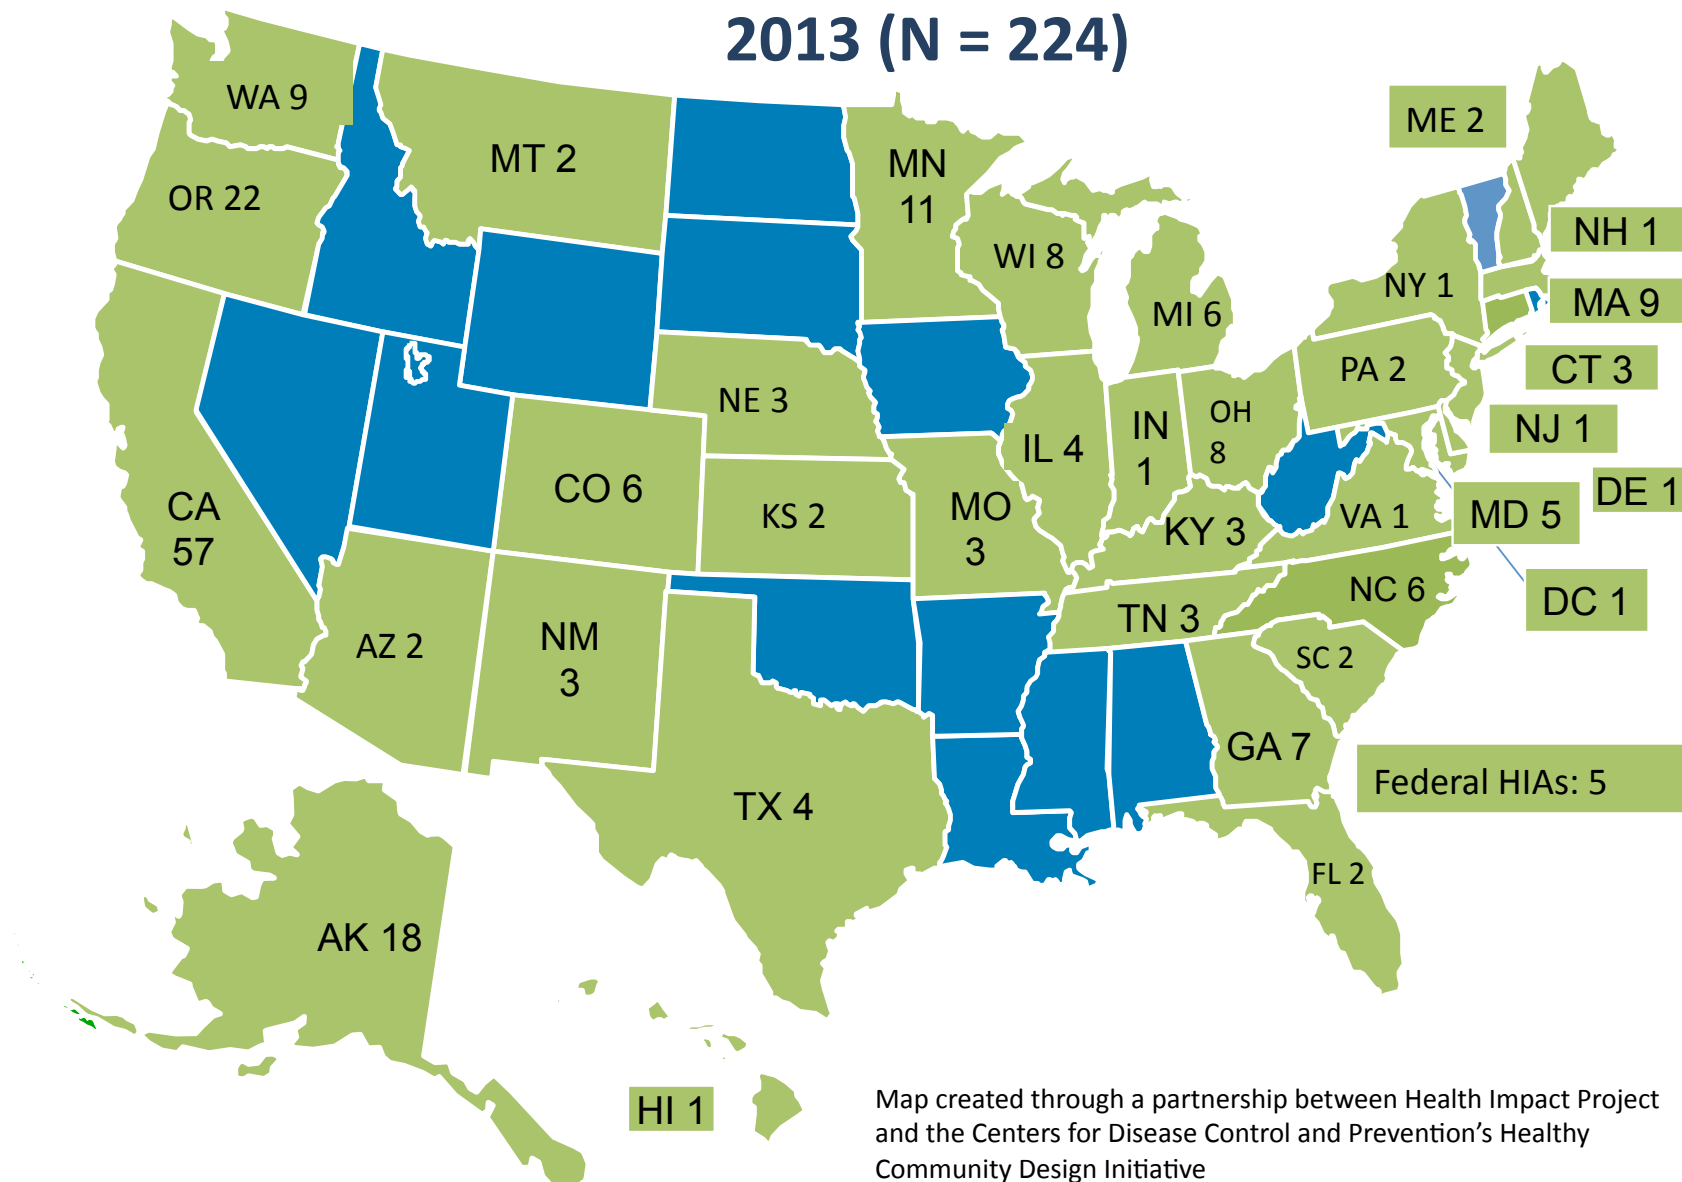 2013 (N = 224)
WA 9
MT 2
MN
11
ME 2
OR 22
WI 8
NH 1
NY 1
MA 9
MI 6
PA 2
CT 3
NE 3
OH
8
IN
1
IL 4
NJ 1
CO 6
CA
57
KS 2
MO
3
KY 3
VA 1
MD 5
DE 1
NC 6
DC 1
TN 3
AZ 2
NM
3
SC 2
GA 7
Federal HIAs: 5
TX 4
FL 2
AK 18
HI 1
Map created through a partnership between Health Impact Project
and the Centers for Disease Control and Prevention's Healthy
Community Design Initiative